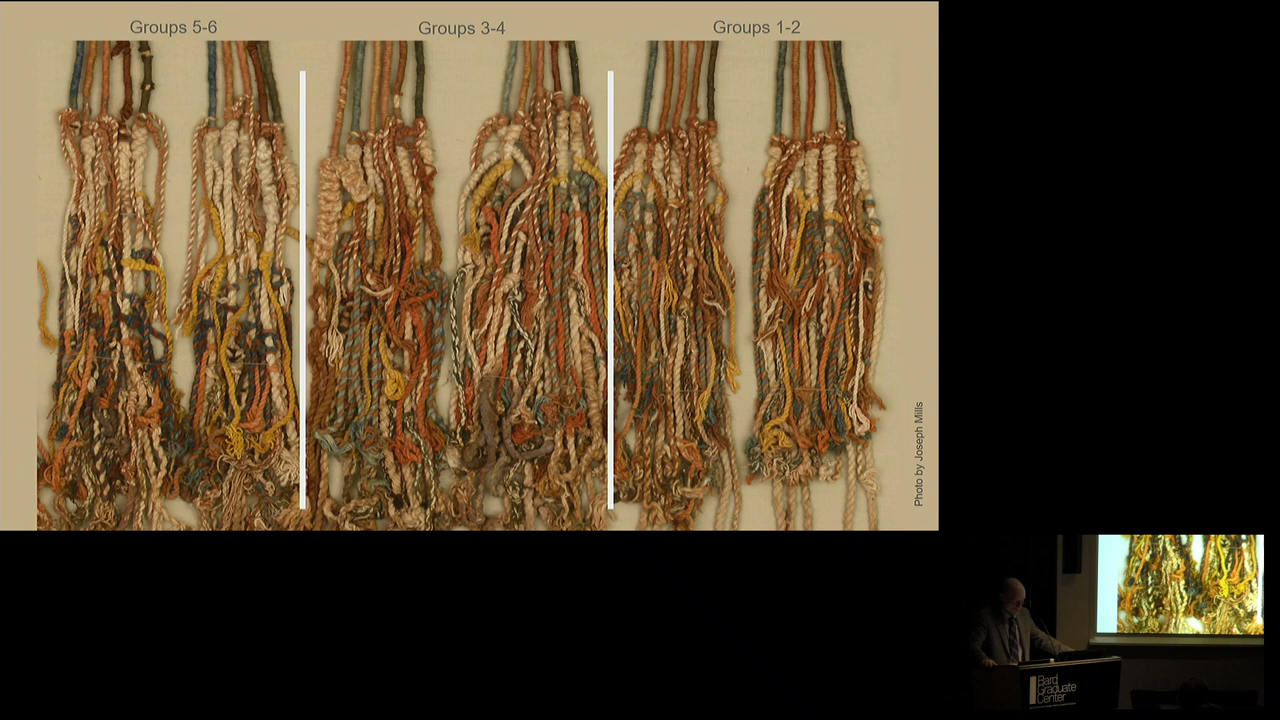 Groups 5-6
Groups 3-4
Groups 1-2
Photo by Joseph Mills
Bard
Graduate
Center